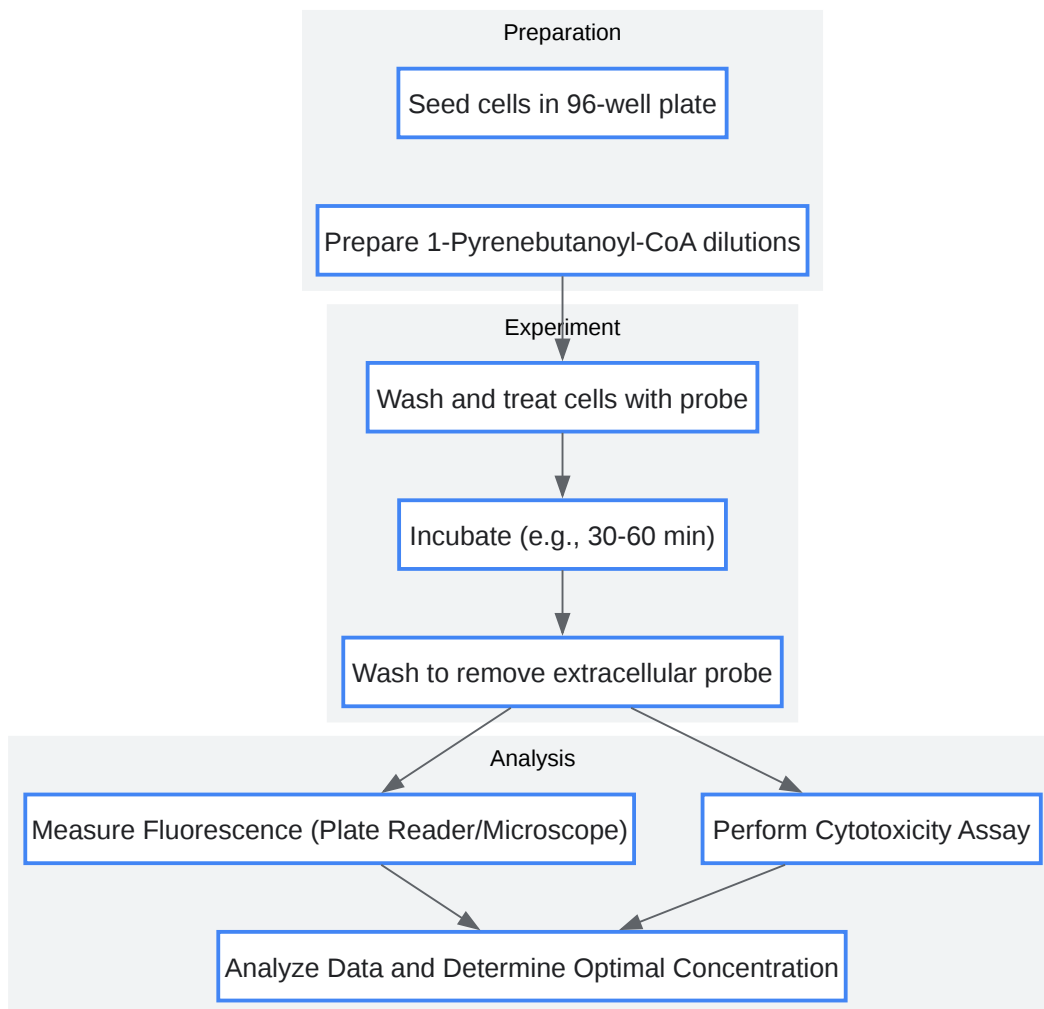 Preparation
Seed cells in 96-well plate
Prepare 1-Pyrenebutanoyl-CoA dilutions
Experiment
Wash and treat cells with probe
Incubate (e.g., 30-60 min)
Wash to remove extracellular probe
Analysis
Measure Fluorescence (Plate Reader/Microscope)
Perform Cytotoxicity Assay
Analyze Data and Determine Optimal Concentration